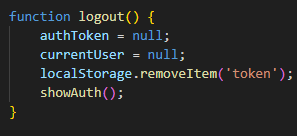 function logout() {
    authToken = null;
    currentUser = null;
    localStorage.removeItem('token');
    showAuth();
}